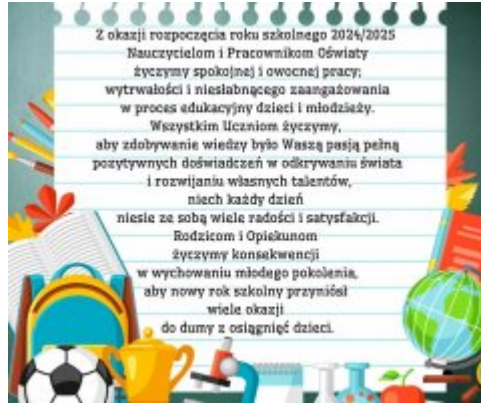 Z okazji rozpoczęcia roku szkolnego 2024/2025
Nauczycielom i Pracownikom Oświaty
życzymy spokojnej i owocnej pracy;
wytrwałości i niesłabnącego zaangażowania
w proces edukacyjny dzieci i młodzieży.
Wszystkim Uczniom życzymy,
aby zdobywanie wiedzy było Waszą pasją pełną
pozytywnych doświadczeń w odkrywaniu świata
i rozwijaniu własnych talentów,
niech każdy dzień
niesie ze sobą wiele radości i satysfakcji.
Rodzicom i Opiekunom
życzymy konsekwencji
w wychowaniu młodego pokolenia,
aby nowy rok szkolny przyniósł
wiele okazji
do dumy z osiągnięć dzieci.